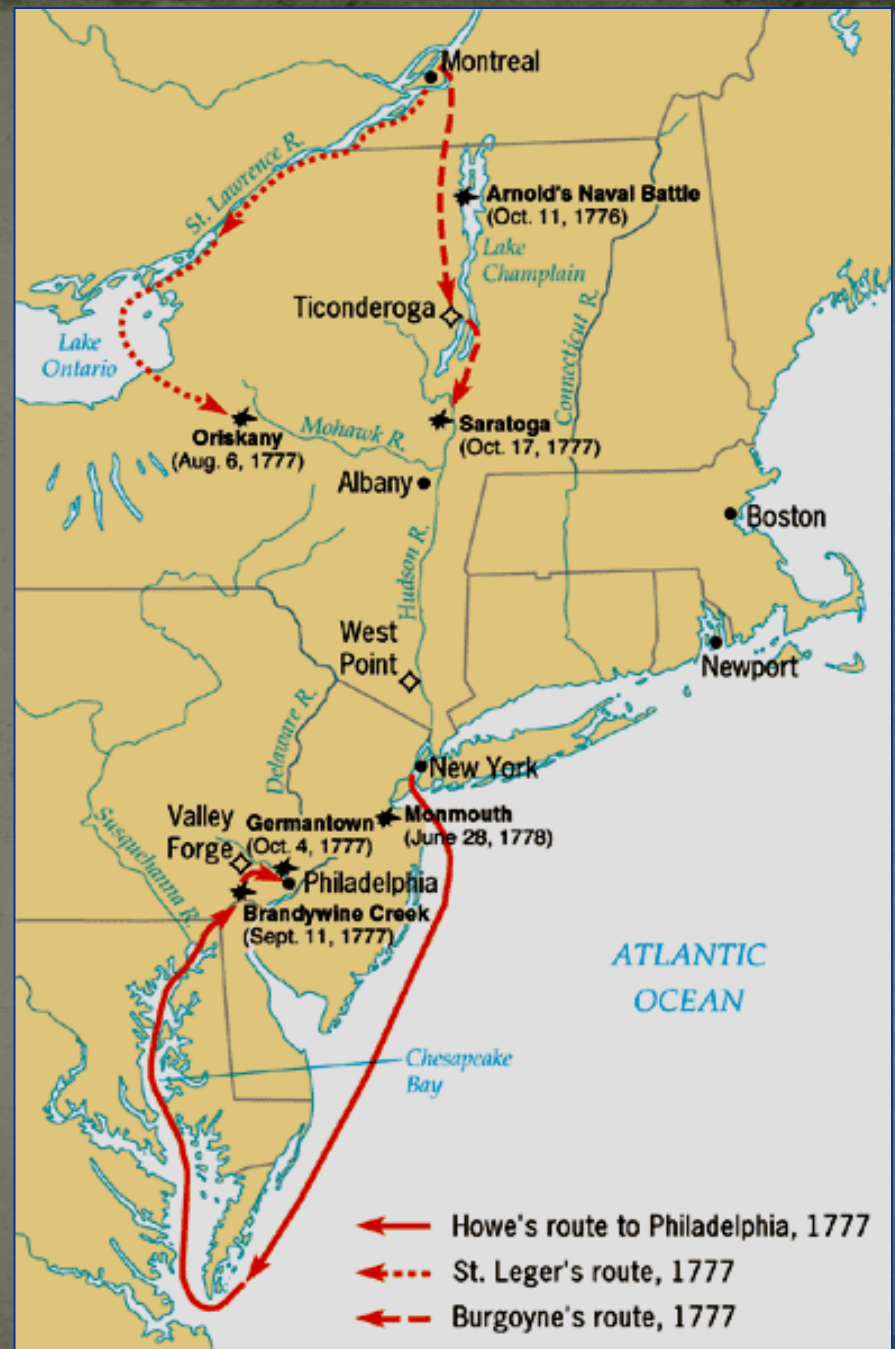 Montreal
St. Lawrence R.
Arnold's Naval Battle
(Oct. 11, 1776)
Lake
Champlain
Ticonderoga
Connecticut R.
Lake
Ontario
Oriskany
(Aug. 6, 1777)
Mohawk R.
Saratoga
(Oct. 17, 1777)
Albany
Boston
Hudson R.
West
Point
Newport
Delaware R.
New York
Susquehanna R.
Valley
Forge
Germantown
(Oct. 4, 1777)
Monmouth
(June 28, 1778)
Philadelphia
Brandywine Creek
(Sept. 11, 1777)
ATLANTIC
OCEAN
Chesapeake
Bay
Howe's route to Philadelphia, 1777
St. Leger's route, 1777
Burgoyne's route, 1777